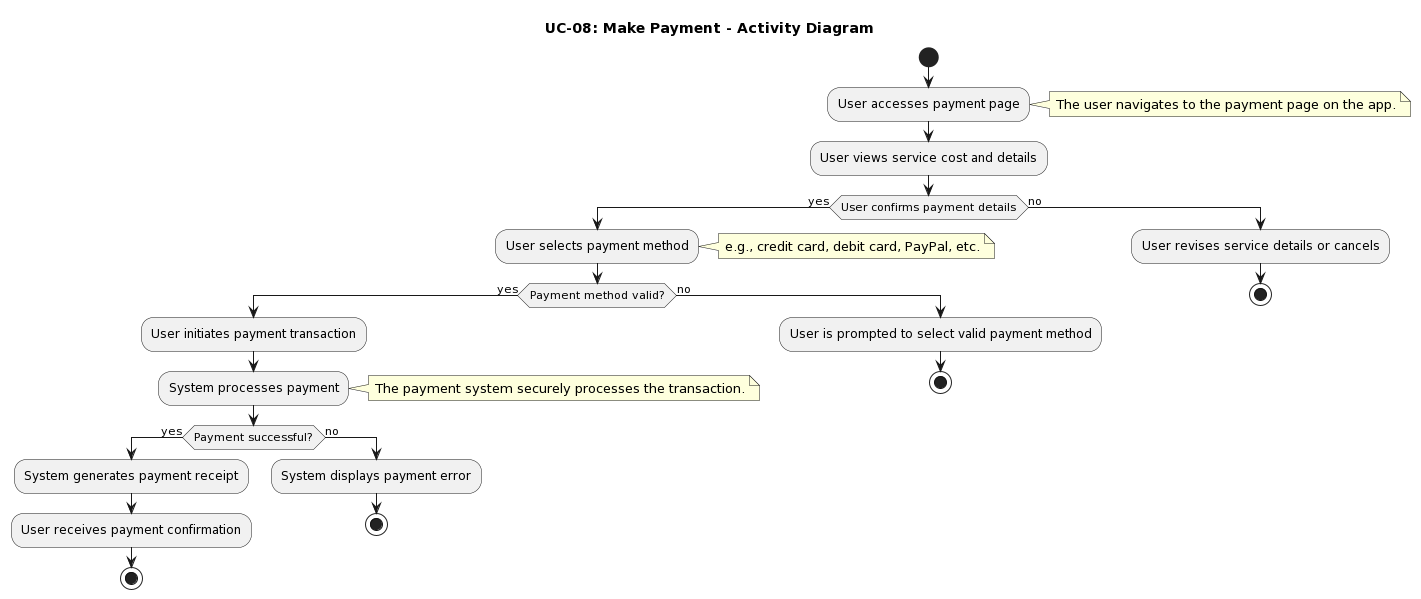 UC-08: Make Payment - Activity Diagram
User accesses payment page
The user navigates to the payment page on the app.
User views service cost and details
yes
User confirms payment details
no
User selects payment method
e.g., credit card, debit card, PayPal, etc.
User revises service details or cancels
yes
Payment method valid?
no
User initiates payment transaction
User is prompted to select valid payment method
System processes payment
The payment system securely processes the transaction.
yes
Payment successful?
no
System generates payment receipt
System displays payment error
User receives payment confirmation